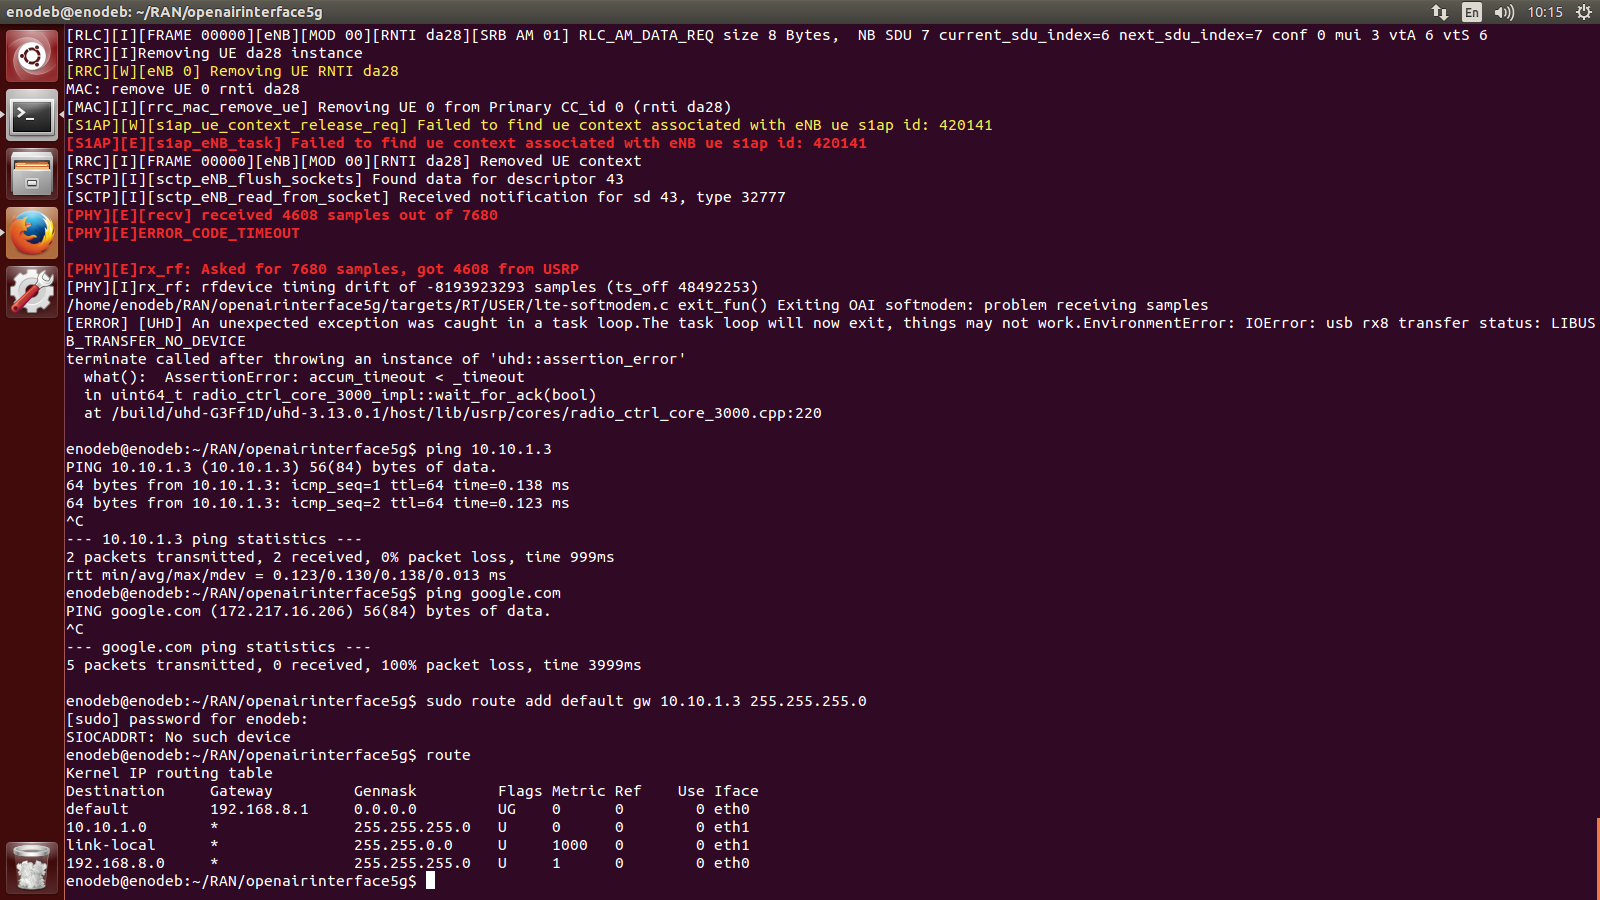 enodeb@enodeb: ~/RAN/openairinterface5g
En
10:15
[RLC][I][FRAME 00000][eNB][MOD 00][RNTI da28][SRB AM 01] RLC_AM_DATA_REQ size 8 Bytes,  NB SDU 7 current_sdu_index=6 next_sdu_index=7 conf 0 mui 3 vtA 6 vtS 6
[RRC][I]Removing UE da28 instance
[RRC][W][eNB 0] Removing UE RNTI da28
MAC: remove UE 0 rnti da28
[MAC][I][rrc_mac_remove_ue] Removing UE 0 from Primary CC_id 0 (rnti da28)
[S1AP][W][s1ap_ue_context_release_req] Failed to find ue context associated with eNB ue s1ap id: 420141
[S1AP][E][s1ap_eNB_task] Failed to find ue context associated with eNB ue s1ap id: 420141
[RRC][I][FRAME 00000][eNB][MOD 00][RNTI da28] Removed UE context
[SCTP][I][sctp_eNB_flush_sockets] Found data for descriptor 43
[SCTP][I][sctp_eNB_read_from_socket] Received notification for sd 43, type 32777
[PHY][E][recv] received 4608 samples out of 7680
[PHY][E]ERROR_CODE_TIMEOUT
[PHY][E]rx_rf: Asked for 7680 samples, got 4608 from USRP
[PHY][I]rx_rf: rfdevice timing drift of -8193923293 samples (ts_off 48492253)
/home/enodeb/RAN/openairinterface5g/targets/RT/USER/lte-softmodem.c exit_fun() Exiting OAI softmodem: problem receiving samples
[ERROR] [UHD] An unexpected exception was caught in a task loop.The task loop will now exit, things may not work.EnvironmentError: IOError: usb rx8 transfer status: LIBUS
B_TRANSFER_NO_DEVICE
terminate called after throwing an instance of 'uhd::assertion_error'
  what():  AssertionError: accum_timeout < _timeout
  in uint64_t radio_ctrl_core_3000_impl::wait_for_ack(bool)
  at /build/uhd-G3Ff1D/uhd-3.13.0.1/host/lib/usrp/cores/radio_ctrl_core_3000.cpp:220
enodeb@enodeb:~/RAN/openairinterface5g$ ping 10.10.1.3
PING 10.10.1.3 (10.10.1.3) 56(84) bytes of data.
64 bytes from 10.10.1.3: icmp_seq=1 ttl=64 time=0.138 ms
64 bytes from 10.10.1.3: icmp_seq=2 ttl=64 time=0.123 ms
^C
--- 10.10.1.3 ping statistics ---
2 packets transmitted, 2 received, 0% packet loss, time 999ms
rtt min/avg/max/mdev = 0.123/0.130/0.138/0.013 ms
enodeb@enodeb:~/RAN/openairinterface5g$ ping google.com
PING google.com (172.217.16.206) 56(84) bytes of data.
^C
--- google.com ping statistics ---
5 packets transmitted, 0 received, 100% packet loss, time 3999ms
enodeb@enodeb:~/RAN/openairinterface5g$ sudo route add default gw 10.10.1.3 255.255.255.0
[sudo] password for enodeb:
SIOCADDRT: No such device
enodeb@enodeb:~/RAN/openairinterface5g$ route
Kernel IP routing table
Destination     Gateway         Genmask         Flags Metric Ref    Use Iface
default         192.168.8.1     0.0.0.0         UG    0      0        0 eth0
10.10.1.0       *               255.255.255.0   U     0      0        0 eth1
link-local      *               255.255.0.0     U     1000   0        0 eth1
192.168.8.0     *               255.255.255.0   U     1      0        0 eth0
enodeb@enodeb:~/RAN/openairinterface5g$